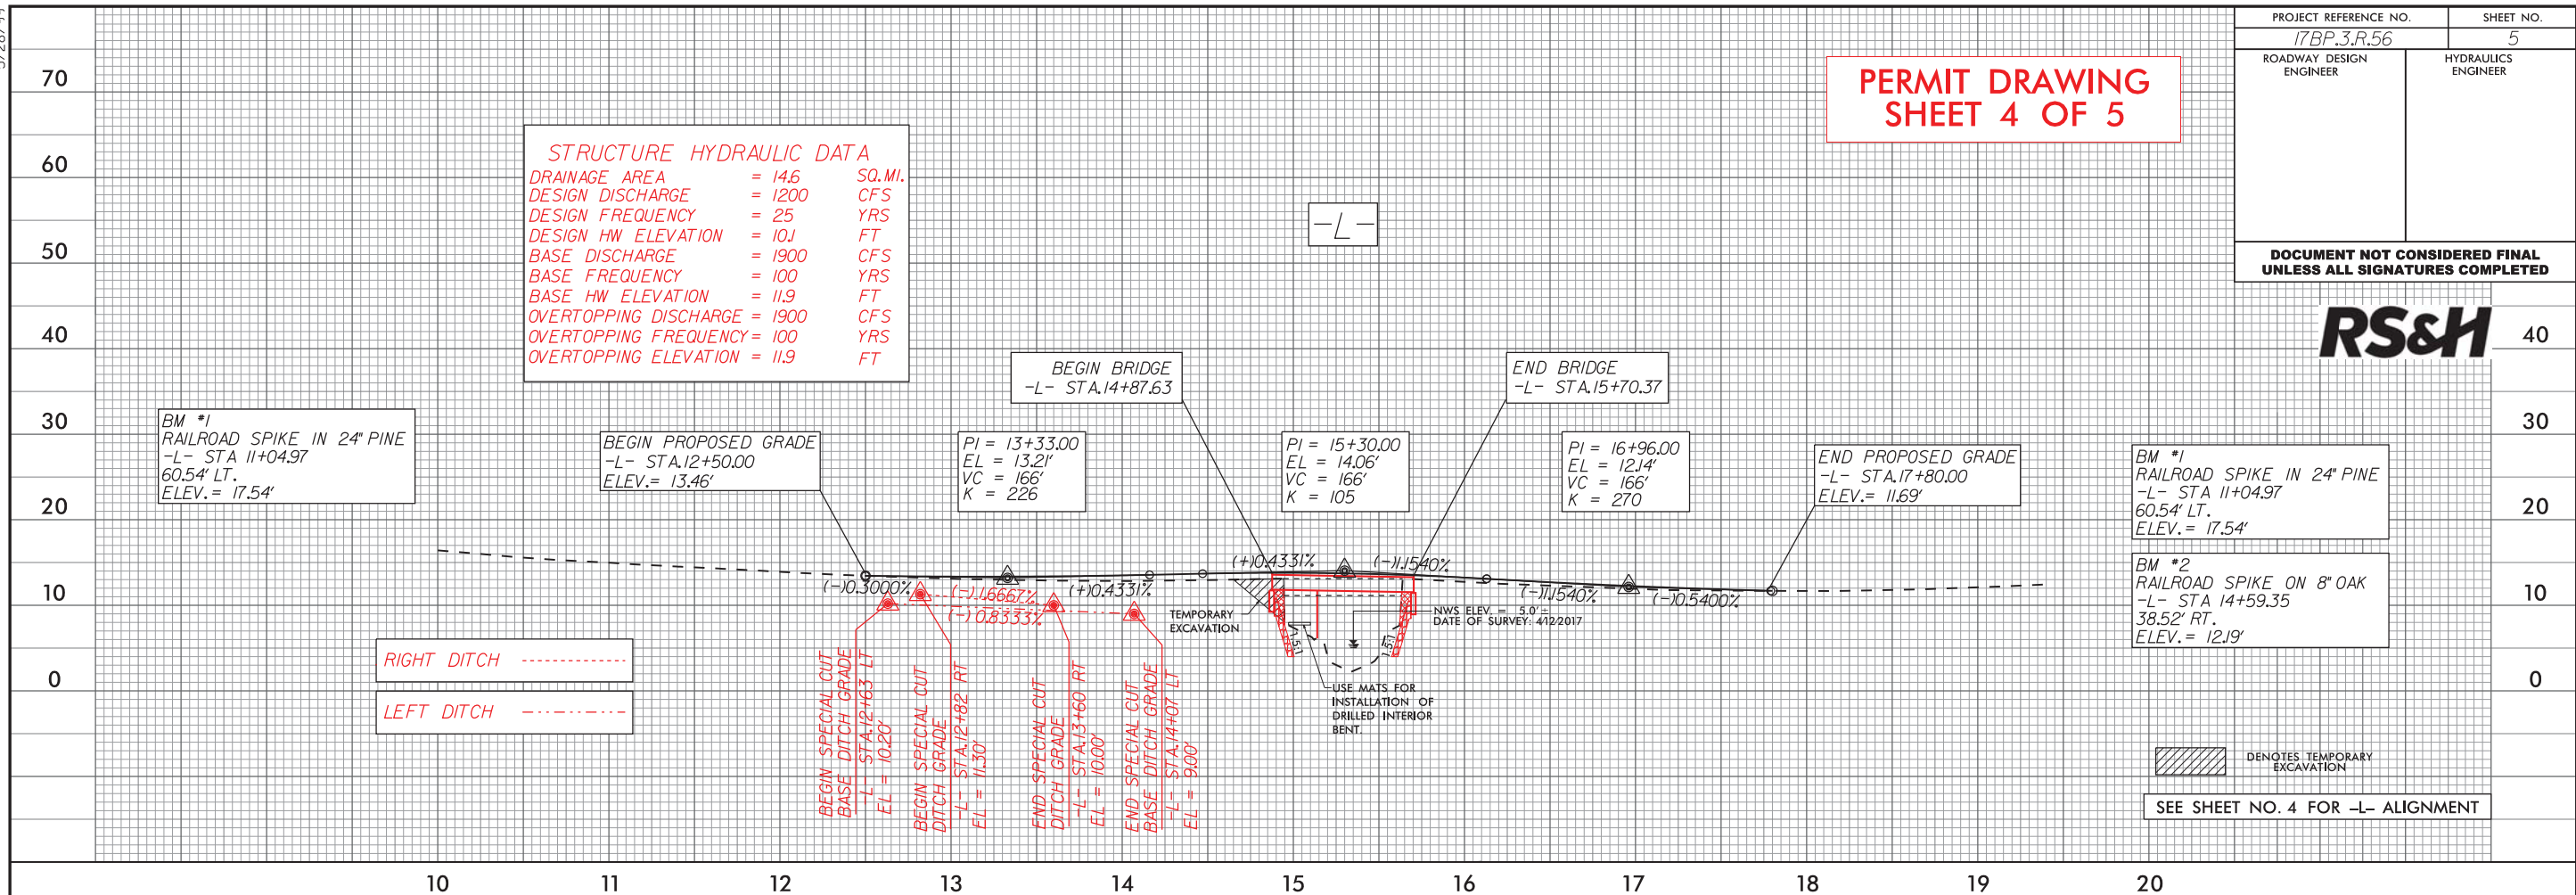 PROJECT REFERENCE NO.
SHEET NO.
17BP.3.R.56
5
ROADWAY DESIGN
ENGINEER
HYDRAULICS
ENGINEER
DOCUMENT NOT CONSIDERED FINAL
UNLESS ALL SIGNATURES COMPLETED
RS&H
PERMIT DRAWING
SHEET 4 OF 5
70
60
50
40
30
20
10
0
STRUCTURE HYDRAULIC DATA
DRAINAGE AREA = 14.6 SQ.MI.
DESIGN DISCHARGE = 1200 CFS
DESIGN FREQUENCY = 25 YRS
DESIGN HW ELEVATION = 10.1 FT
BASE DISCHARGE = 1900 CFS
BASE FREQUENCY = 100 YRS
BASE HW ELEVATION = 11.9 FT
OVERTOPPING DISCHARGE = 1900 CFS
OVERTOPPING FREQUENCY = 100 YRS
OVERTOPPING ELEVATION = 11.9 FT
-L-
BEGIN BRIDGE
-L- STA.14+87.63
END BRIDGE
-L- STA.15+70.37
BM #1
RAILROAD SPIKE IN 24" PINE
-L- STA 11+04.97
60.54' LT.
ELEV.= 17.54'
BEGIN PROPOSED GRADE
-L- STA.12+50.00
ELEV.= 13.46'
PI = 13+33.00
EL = 13.21'
VC = 166'
K = 226
PI = 15+30.00
EL = 14.06'
VC = 166'
K = 105
PI = 16+96.00
EL = 12.14'
VC = 166'
K = 270
END PROPOSED GRADE
-L- STA.17+80.00
ELEV.= 11.69'
BM #1
RAILROAD SPIKE IN 24" PINE
-L- STA 11+04.97
60.54' LT.
ELEV.= 17.54'
BM #2
RAILROAD SPIKE ON 8" OAK
-L- STA 14+59.35
38.52' RT.
ELEV.= 12.19'
40
30
20
10
0
(-)0.3000%
(-)1.6667%
(-)0.8333%
(+)0.4331%
(+)0.4331%
(-)1.1540%
(-)1.1540%
(-)0.5400%
TEMPORARY
EXCAVATION
NWS ELEV. = 5.0' ±
DATE OF SURVEY: 4/12/2017
1.5:1
1.5:1
USE MATS FOR
INSTALLATION OF
DRILLED INTERIOR
BENT.
RIGHT DITCH
LEFT DITCH
BEGIN SPECIAL CUT
BASE DITCH GRADE
-L- STA.12+63 LT
EL = 10.20'
BEGIN SPECIAL CUT
DITCH GRADE
-L- STA.12+82 RT
EL = 11.30'
END SPECIAL CUT
DITCH GRADE
-L- STA.13+60 RT
EL = 10.00'
END SPECIAL CUT
BASE DITCH GRADE
-L- STA.14+07 LT
EL = 9.00'
DENOTES TEMPORARY
EXCAVATION
SEE SHEET NO. 4 FOR -L- ALIGNMENT
10
11
12
13
14
15
16
17
18
19
20